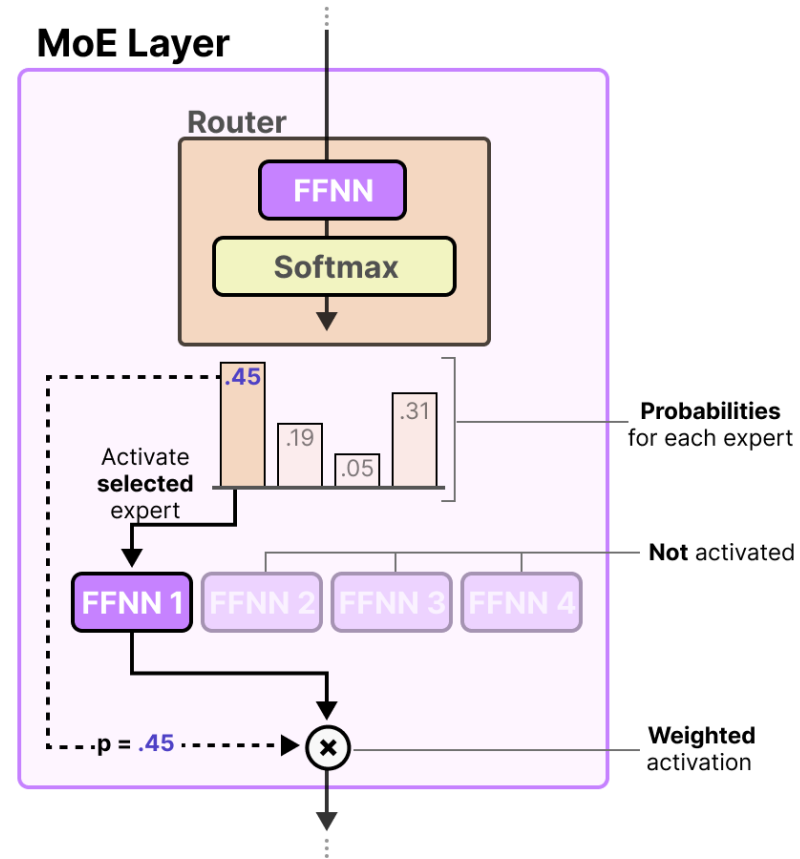 MoE Layer
Router
FFNN
Softmax
.45
.19
.05
.31
Probabilities
for each expert
Activate
selected
expert
Not activated
FFNN 1
FFNN 2
FFNN 3
FFNN 4
p = .45
Weighted
activation